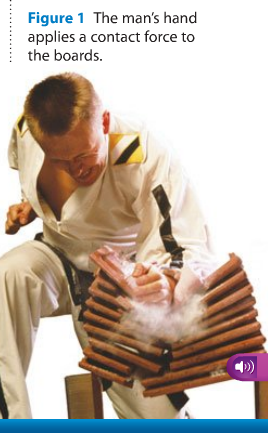 Figure 1 The man's hand
applies a contact force to
the boards.